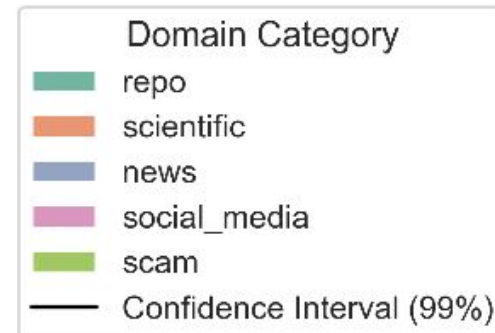 Domain Category
repo
scientific
news
social_media
scam
Confidence Interval (99%)